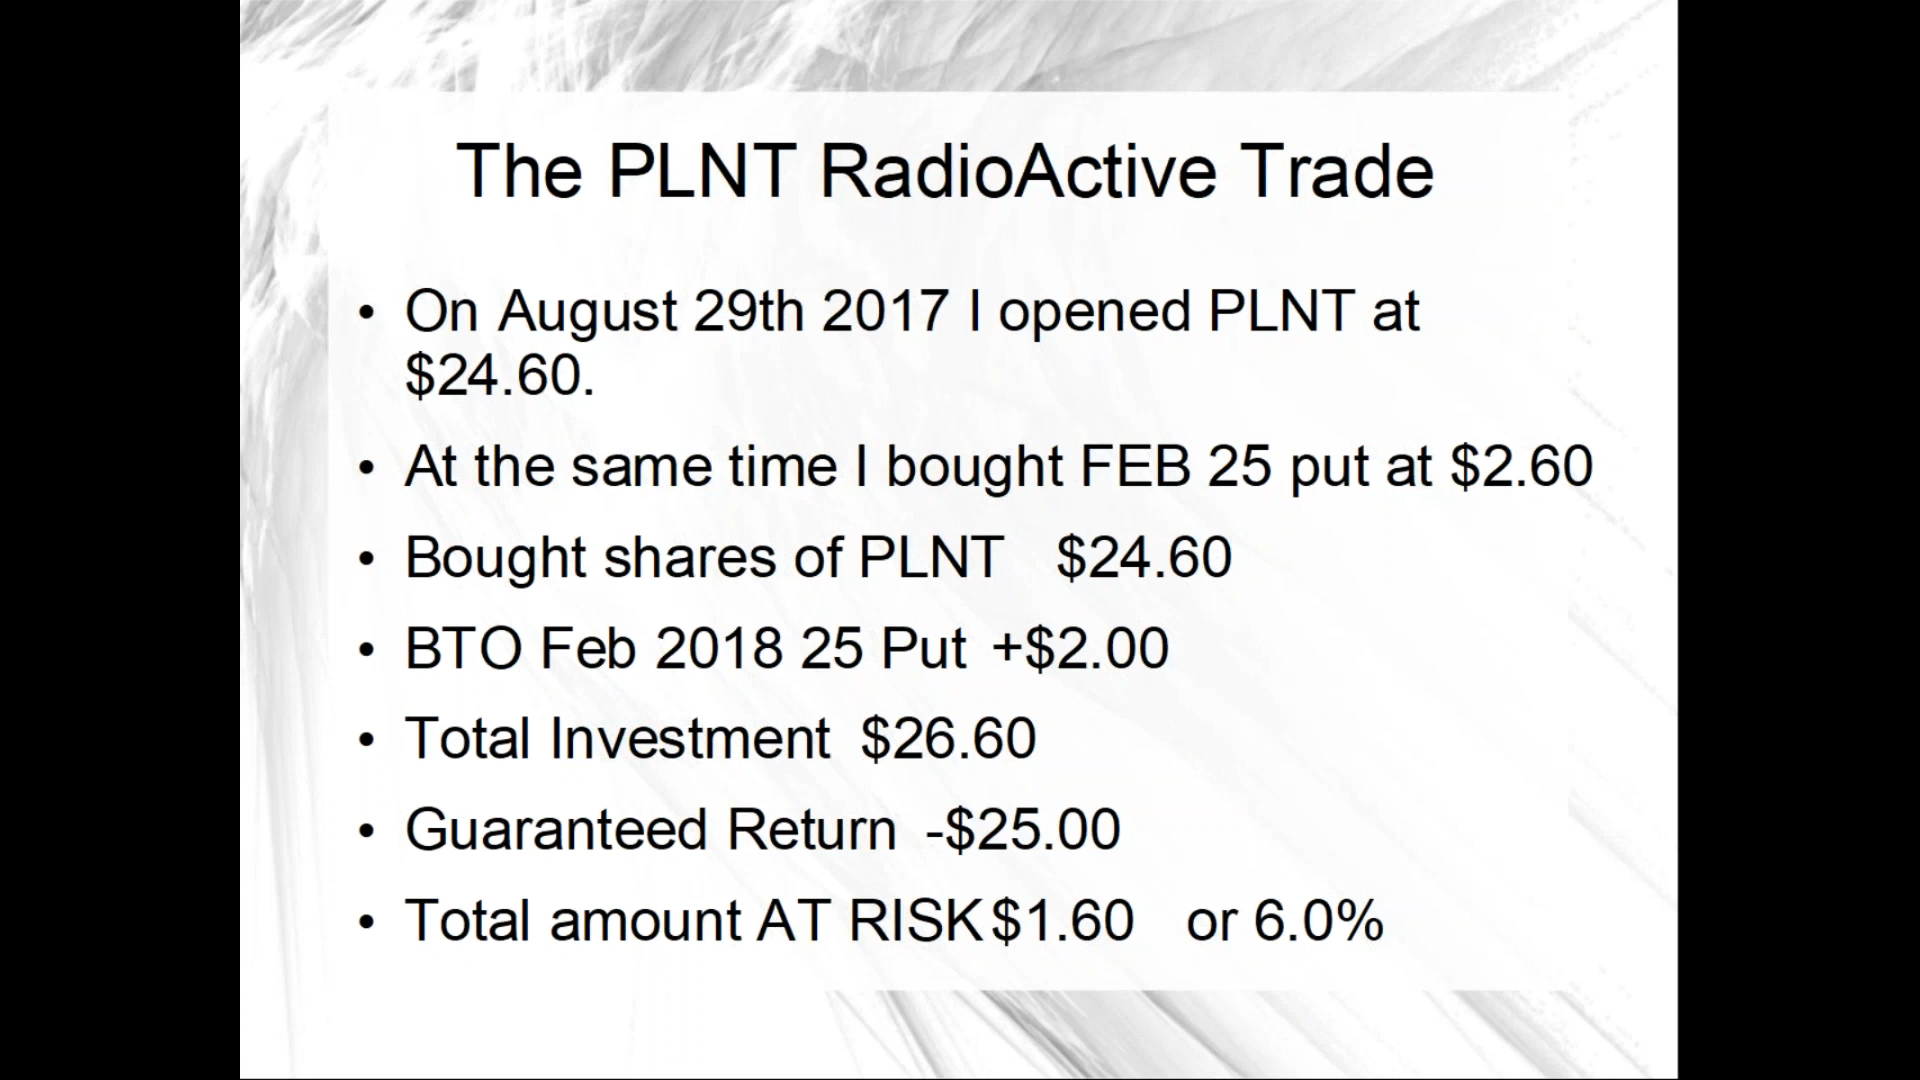 The PLNT RadioActive Trade
• On August 29th 2017 I opened PLNT at
$24.60.
• At the same time I bought FEB 25 put at $2.60
• Bought shares of PLNT $24.60
• BTO Feb 2018 25 Put +$2.00
• Total Investment $26.60
• Guaranteed Return -$25.00
• Total amount AT RISK $1.60 or 6.0%